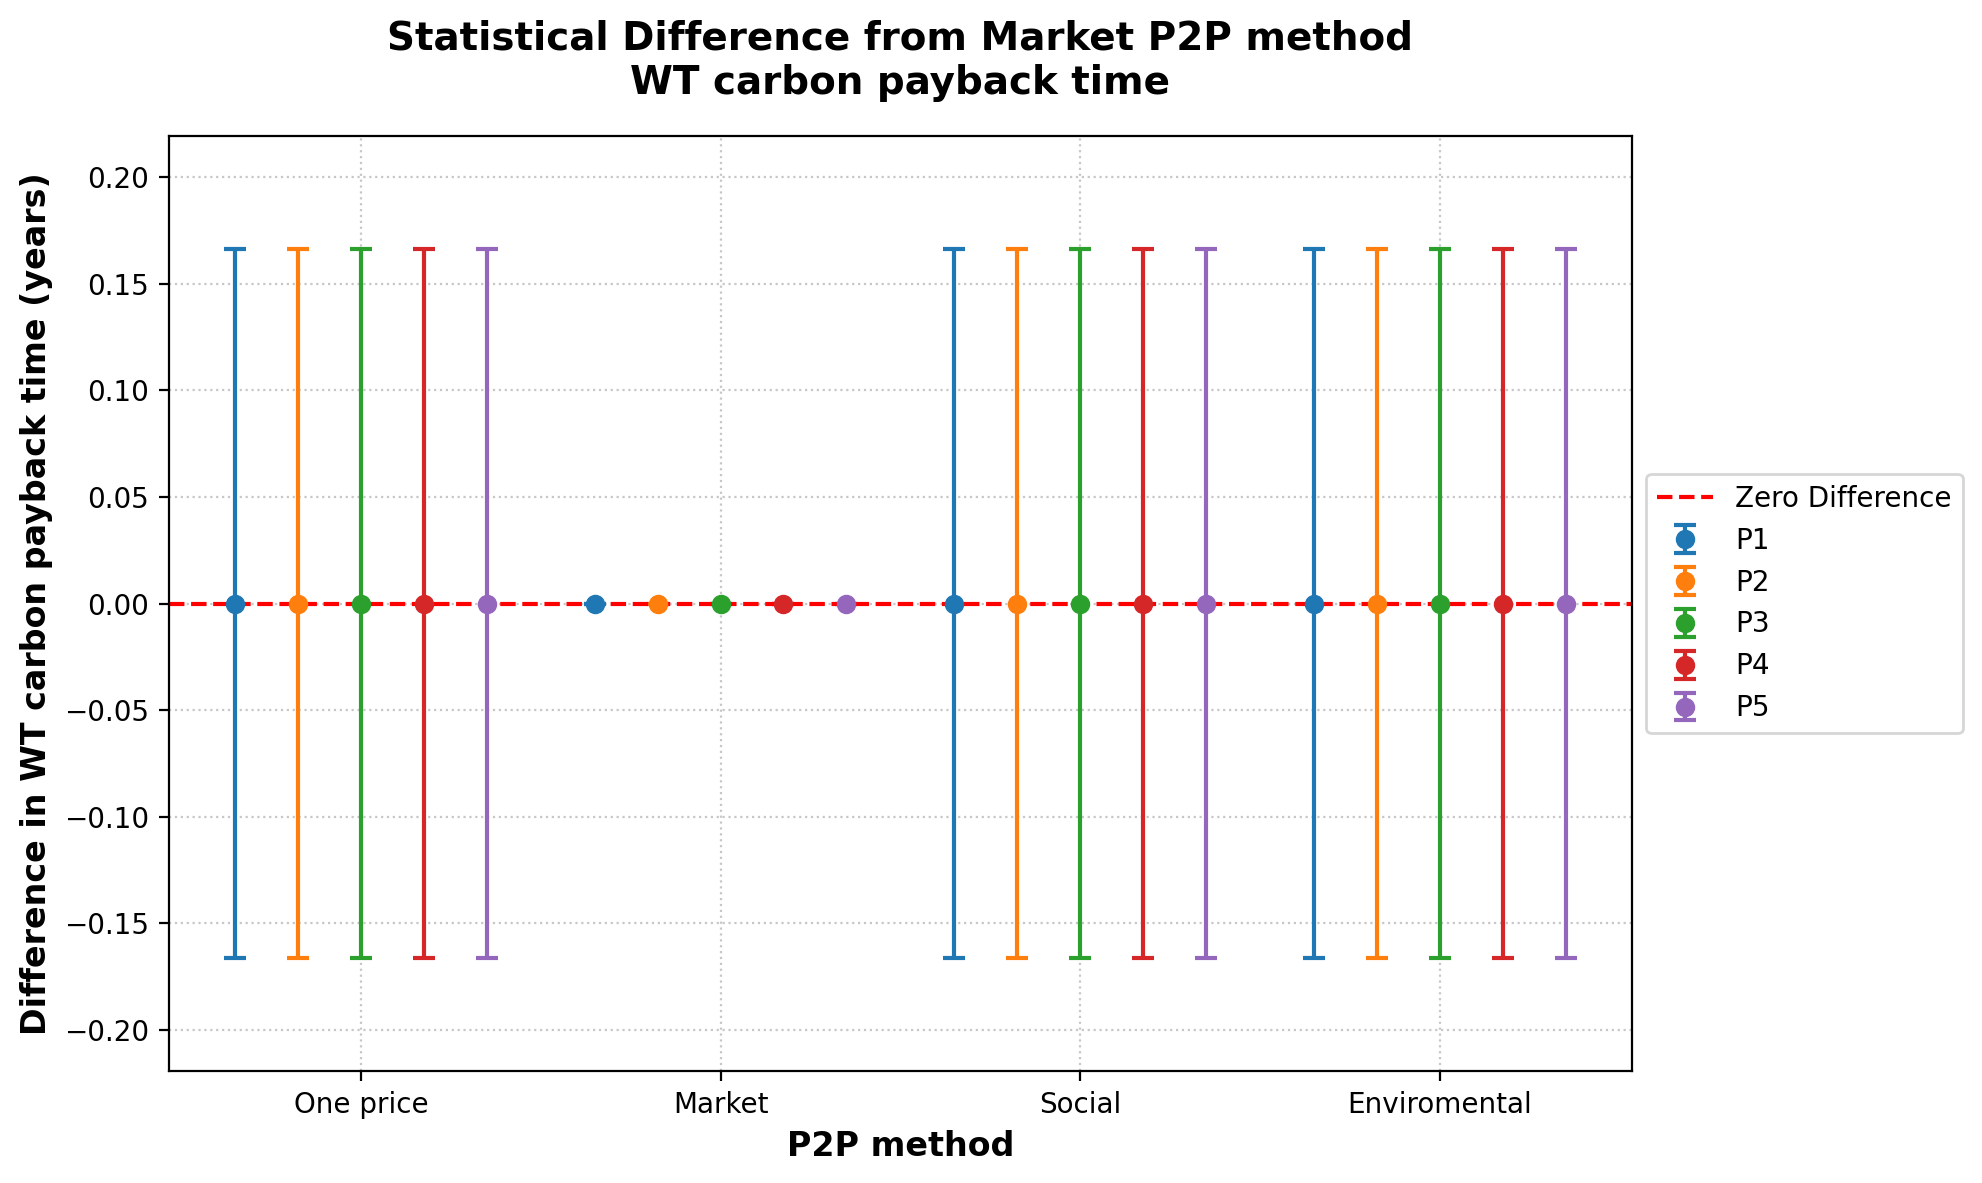 Statistical Difference from Market P2P method
WT carbon payback time
Difference in WT carbon payback time (years)
0.20
0.15
0.10
0.05
0.00
−0.05
−0.10
−0.15
−0.20
One price
Market
Social
Enviromental
P2P method
Zero Difference
P1
P2
P3
P4
P5